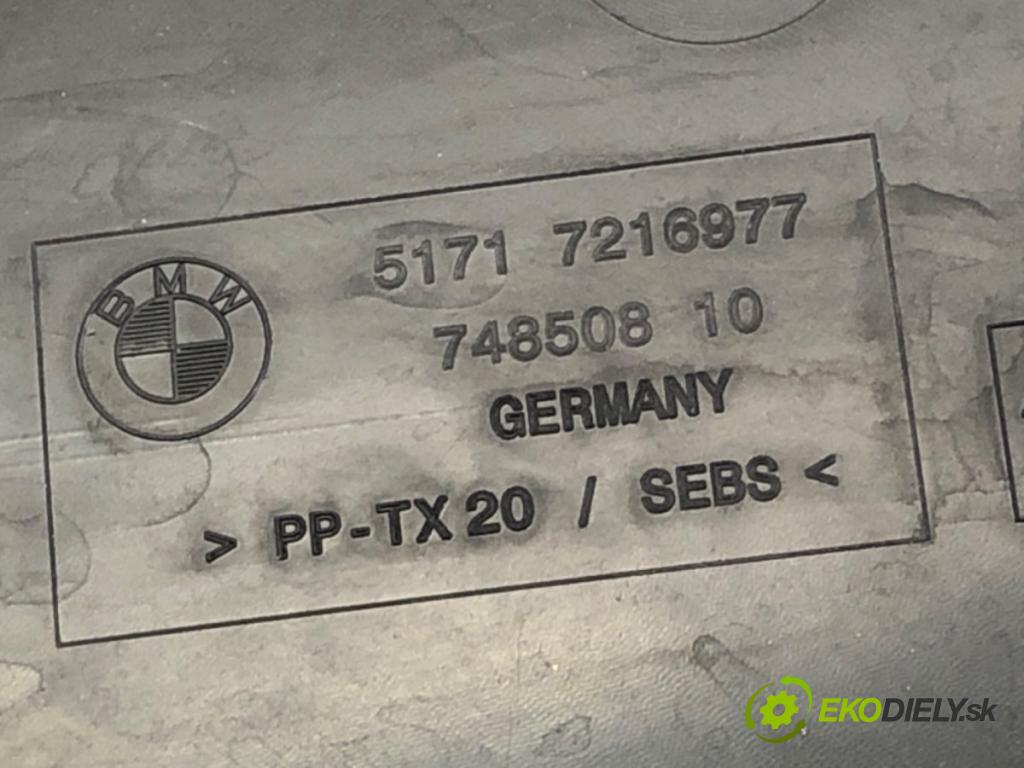 BMW
5171 7216977
748508 10
GERMANY
> PP-TX 20 / SEBS <
EKODIELY.sk